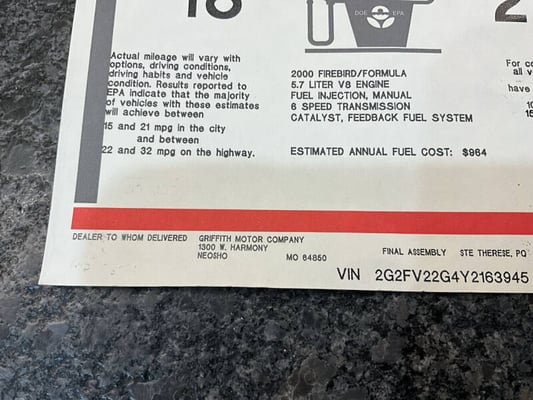 18
DOE EPA
2
Actual mileage will vary with
options, driving conditions,
driving habits and vehicle
condition. Results reported to
EPA indicate that the majority
of vehicles with these estimates
will achieve between
15 and 21 mpg in the city
and between
22 and 32 mpg on the highway.
2000 FIREBIRD/FORMULA
5.7 LITER V8 ENGINE
FUEL INJECTION, MANUAL
6 SPEED TRANSMISSION
CATALYST, FEEDBACK FUEL SYSTEM
ESTIMATED ANNUAL FUEL COST: $964
For co
all v
have
10
15
DEALER TO WHOM DELIVERED GRIFFITH MOTOR COMPANY
1300 W. HARMONY
NEOSHO MO 64850
FINAL ASSEMBLY STE THERESE, PQ
VIN 2G2FV22G4Y2163945